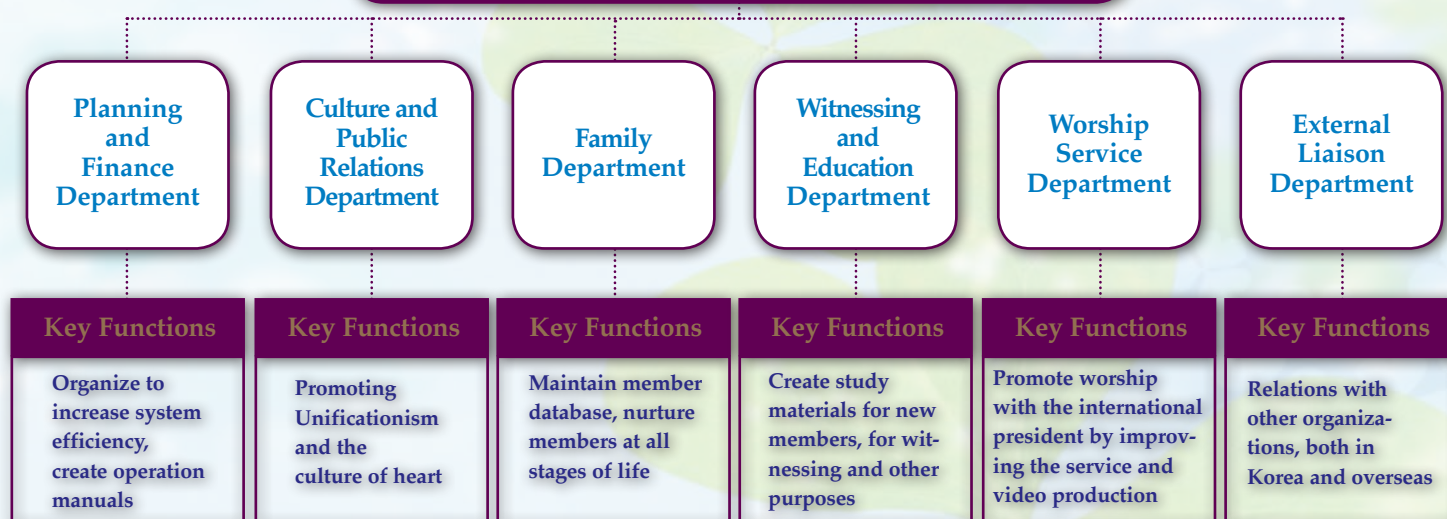 Planning
and
Finance
Department
Culture and
Public
Relations
Department
Family
Department
Witnessing
and
Education
Department
Worship
Service
Department
External
Liaison
Department
Key Functions
Organize to
increase system
efficiency,
create operation
manuals
Key Functions
Promoting
Unificationism
and the
culture of heart
Key Functions
Maintain member
database, nurture
members at all
stages of life
Key Functions
Create study
materials for new
members, for wit-
nessing and other
purposes
Key Functions
Promote worship
with the international
president by improv-
ing the service and
video production
Key Functions
Relations with
other organiza-
tions, both in
Korea and overseas